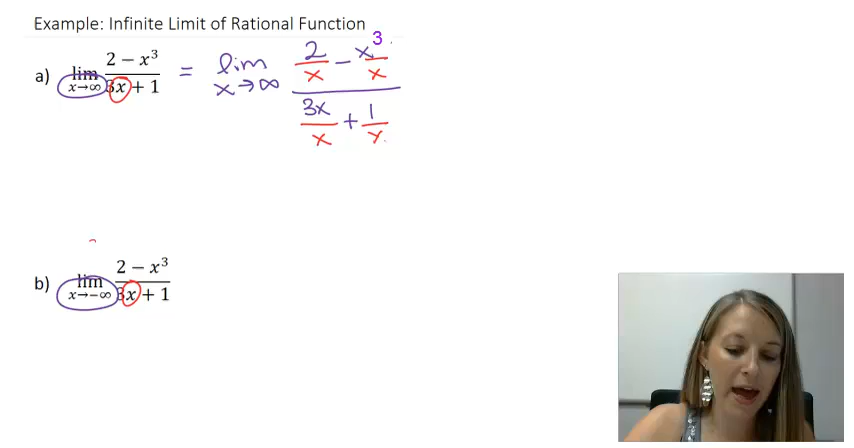 Example: Infinite Limit of Rational Function
a) lim x→∞ (2 − x³)/(3x + 1) = lim x→∞ (2/x − x³/x)/(3x/x + 1/x)
b) lim x→−∞ (2 − x³)/(3x + 1)